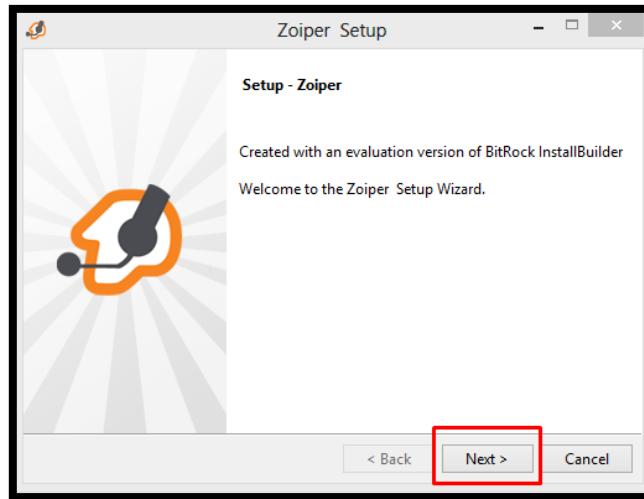 Zoiper Setup
Setup - Zoiper
Created with an evaluation version of BitRock InstallBuilder
Welcome to the Zoiper Setup Wizard.
< Back Next > Cancel